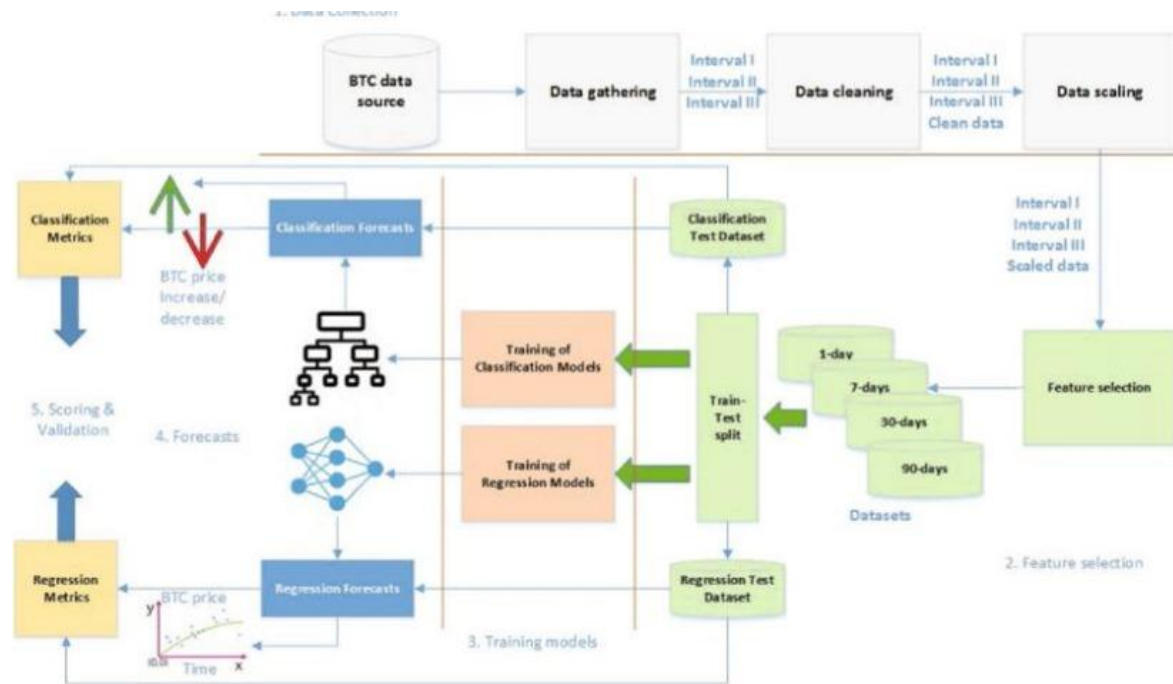 1. Data Collection
BTC data
source
Data gathering
Interval I
Interval II
Interval III
Data cleaning
Interval I
Interval II
Interval III
Clean data
Data scaling
Interval I
Interval II
Interval III
Scaled data
Classification
Metrics
BTC price
Increase/
decrease
Classification Forecasts
Classification
Test Dataset
Training of
Classification Models
Train-
Test
split
1-day
7-days
30-days
90-days
Datasets
Feature selection
5. Scoring &
Validation
4. Forecasts
Training of
Regression Models
2. Feature selection
Regression
Metrics
Regression Forecasts
Regression Test
Dataset
BTC price
y
Time
x
3. Training models